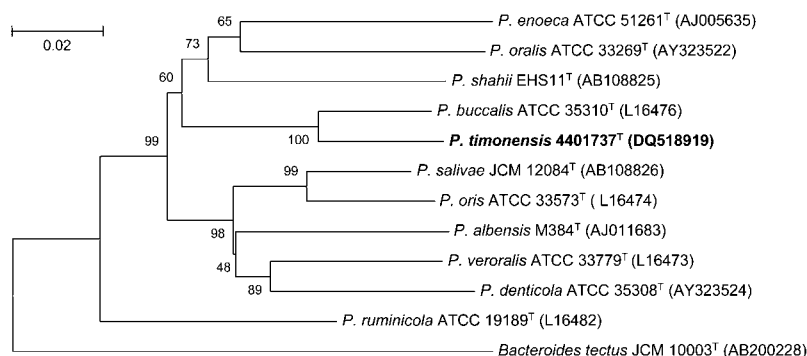 P. enoeca ATCC 51261ᵀ (AJ005635)
65
0.02
P. oralis ATCC 33269ᵀ (AY323522)
73
P. shahii EHS11ᵀ (AB108825)
60
P. buccalis ATCC 35310ᵀ (L16476)
100
P. timonensis 4401737ᵀ (DQ518919)
99
P. salivae JCM 12084ᵀ (AB108826)
99
P. oris ATCC 33573ᵀ ( L16474)
98
P. albensis M384ᵀ (AJ011683)
P. veroralis ATCC 33779ᵀ (L16473)
48
89
P. denticola ATCC 35308ᵀ (AY323524)
P. ruminicola ATCC 19189ᵀ (L16482)
Bacteroides tectus JCM 10003ᵀ (AB200228)